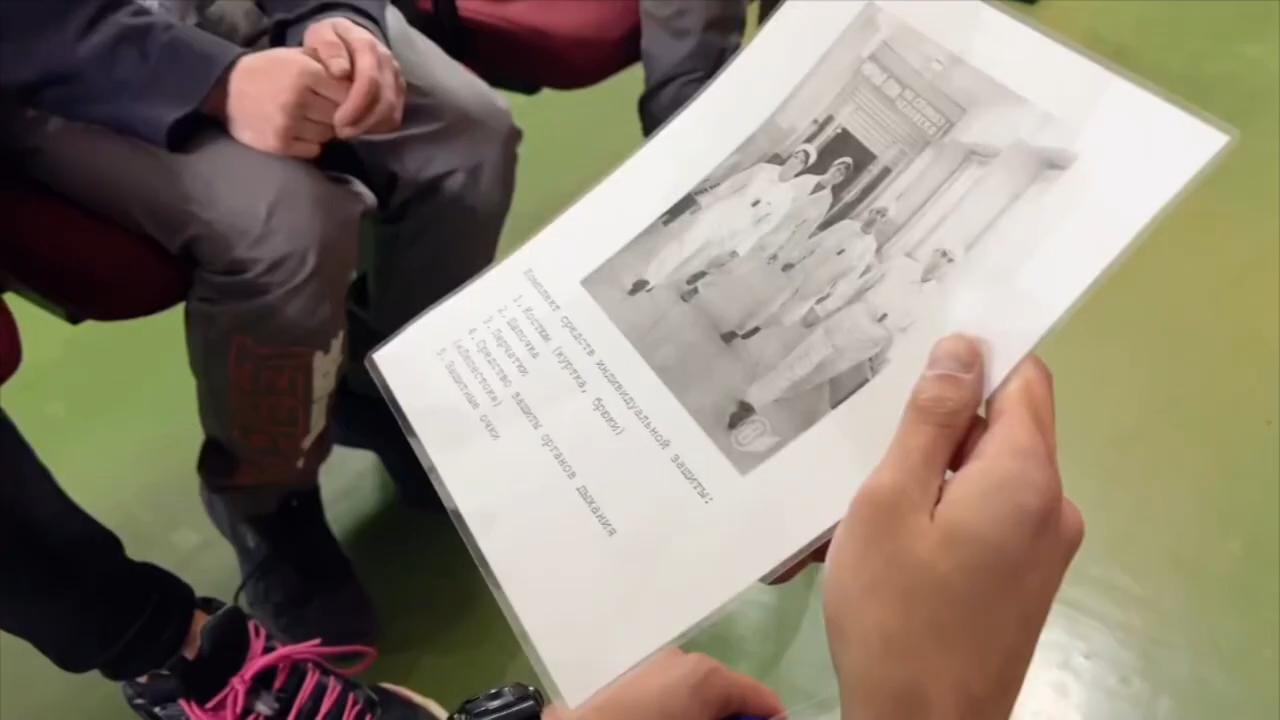 Комплект средств индивидуальной защиты:
1. Костюм (куртка, брюки)
2. Шапочка
3. Перчатки
4. Средство защиты органов дыхания
(«Лепесток»)
5. Защитные очки